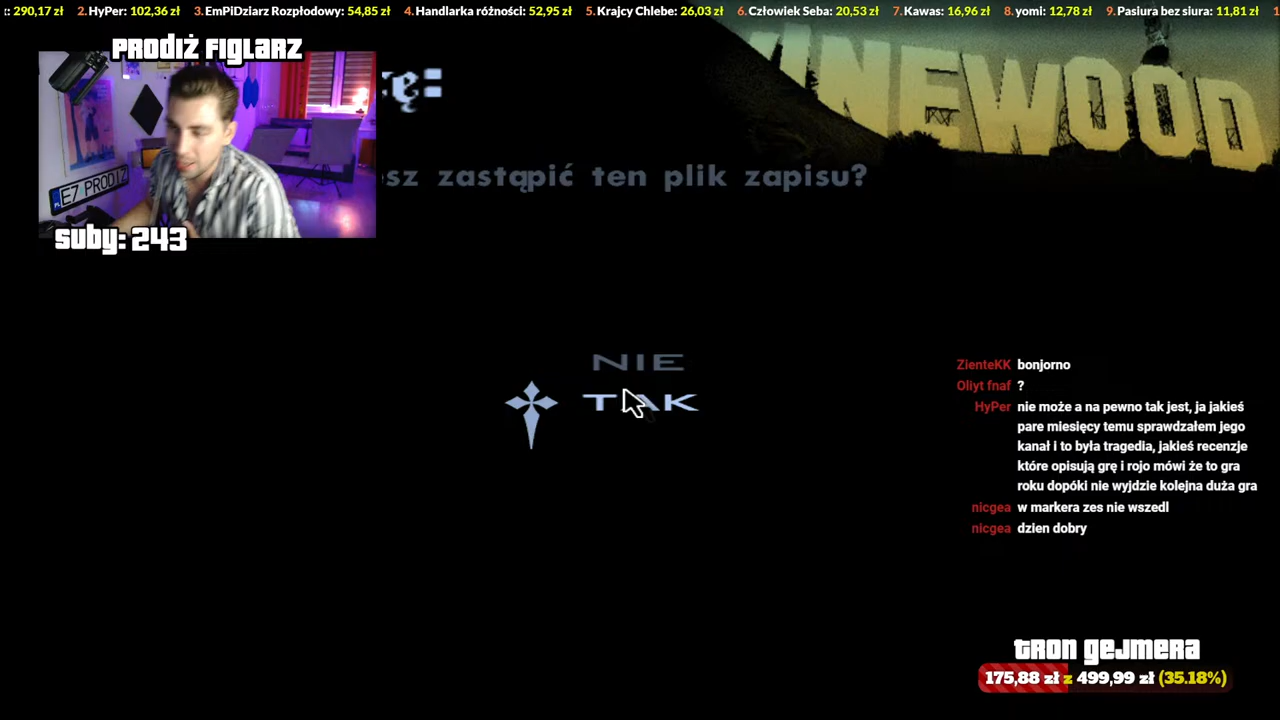 : 290,17 zł 2. HyPer: 102,36 zł 3. EmPiDziarz Rozpłodowy: 54,85 zł 4. Handlarka różności: 52,95 zł 5. Krajcy Chlebe: 26,03 zł 6. Człowiek Seba: 20,53 zł 7. Kawas: 16,96 zł 8. yomi: 12,78 zł 9. Pasiura bez siura: 11,81 zł 1
PRODIŻ FIGLARZ
INEWOOD
ę:
E7 PRODIZ
PL
sz zastąpić ten plik zapisu?
suby: 243
NIE
TAK
ZienteKK bonjorno
Oliyt fnaf ?
HyPer nie może a na pewno tak jest, ja jakieś
pare miesięcy temu sprawdzałem jego
kanał i to była tragedia, jakieś recenzje
które opisują grę i rojo mówi że to gra
roku dopóki nie wyjdzie kolejna duża gra
nicgea w markera zes nie wszedl
nicgea dzien dobry
TRON GEJMERA
175,88 zł z 499,99 zł (35.18%)